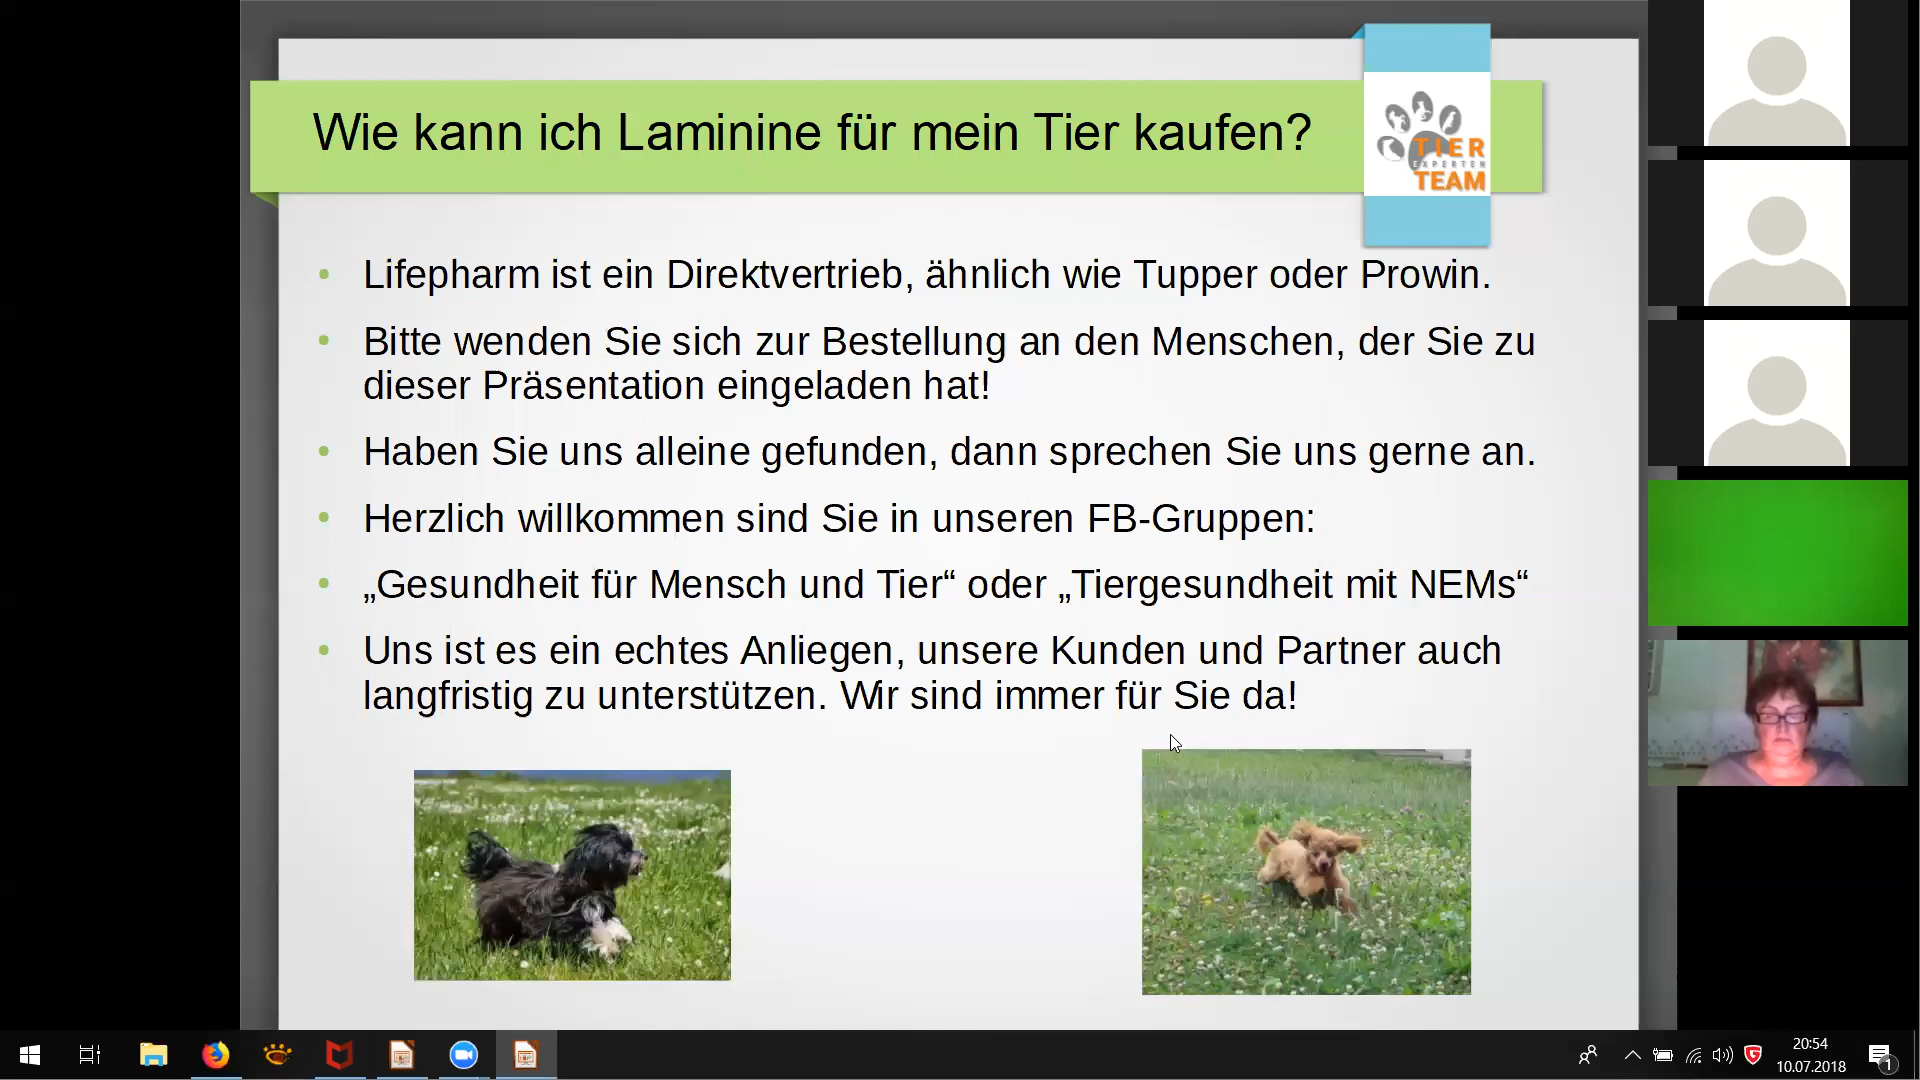 Wie kann ich Laminine für mein Tier kaufen?
TIER
EXPERTEN
TEAM
Lifepharm ist ein Direktvertrieb, ähnlich wie Tupper oder Prowin.
Bitte wenden Sie sich zur Bestellung an den Menschen, der Sie zu
dieser Präsentation eingeladen hat!
Haben Sie uns alleine gefunden, dann sprechen Sie uns gerne an.
Herzlich willkommen sind Sie in unseren FB-Gruppen:
„Gesundheit für Mensch und Tier“ oder „Tiergesundheit mit NEMs“
Uns ist es ein echtes Anliegen, unsere Kunden und Partner auch
langfristig zu unterstützen. Wir sind immer für Sie da!
20:54
10.07.2018
1